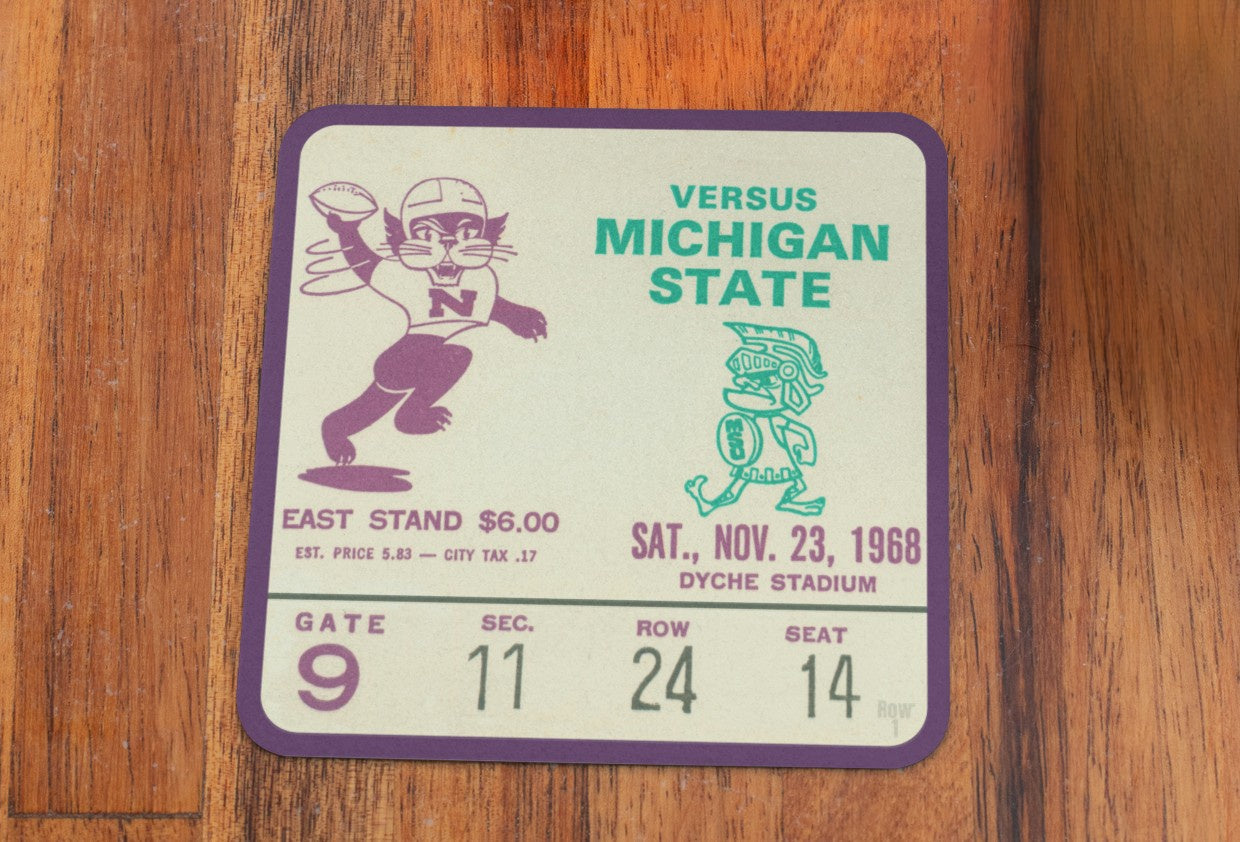 N
VERSUS
MICHIGAN
STATE
MSU
EAST STAND $6.00
EST. PRICE 5.83 — CITY TAX .17
SAT., NOV. 23, 1968
DYCHE STADIUM
GATE SEC. ROW SEAT
9 11 24 14
Row
1